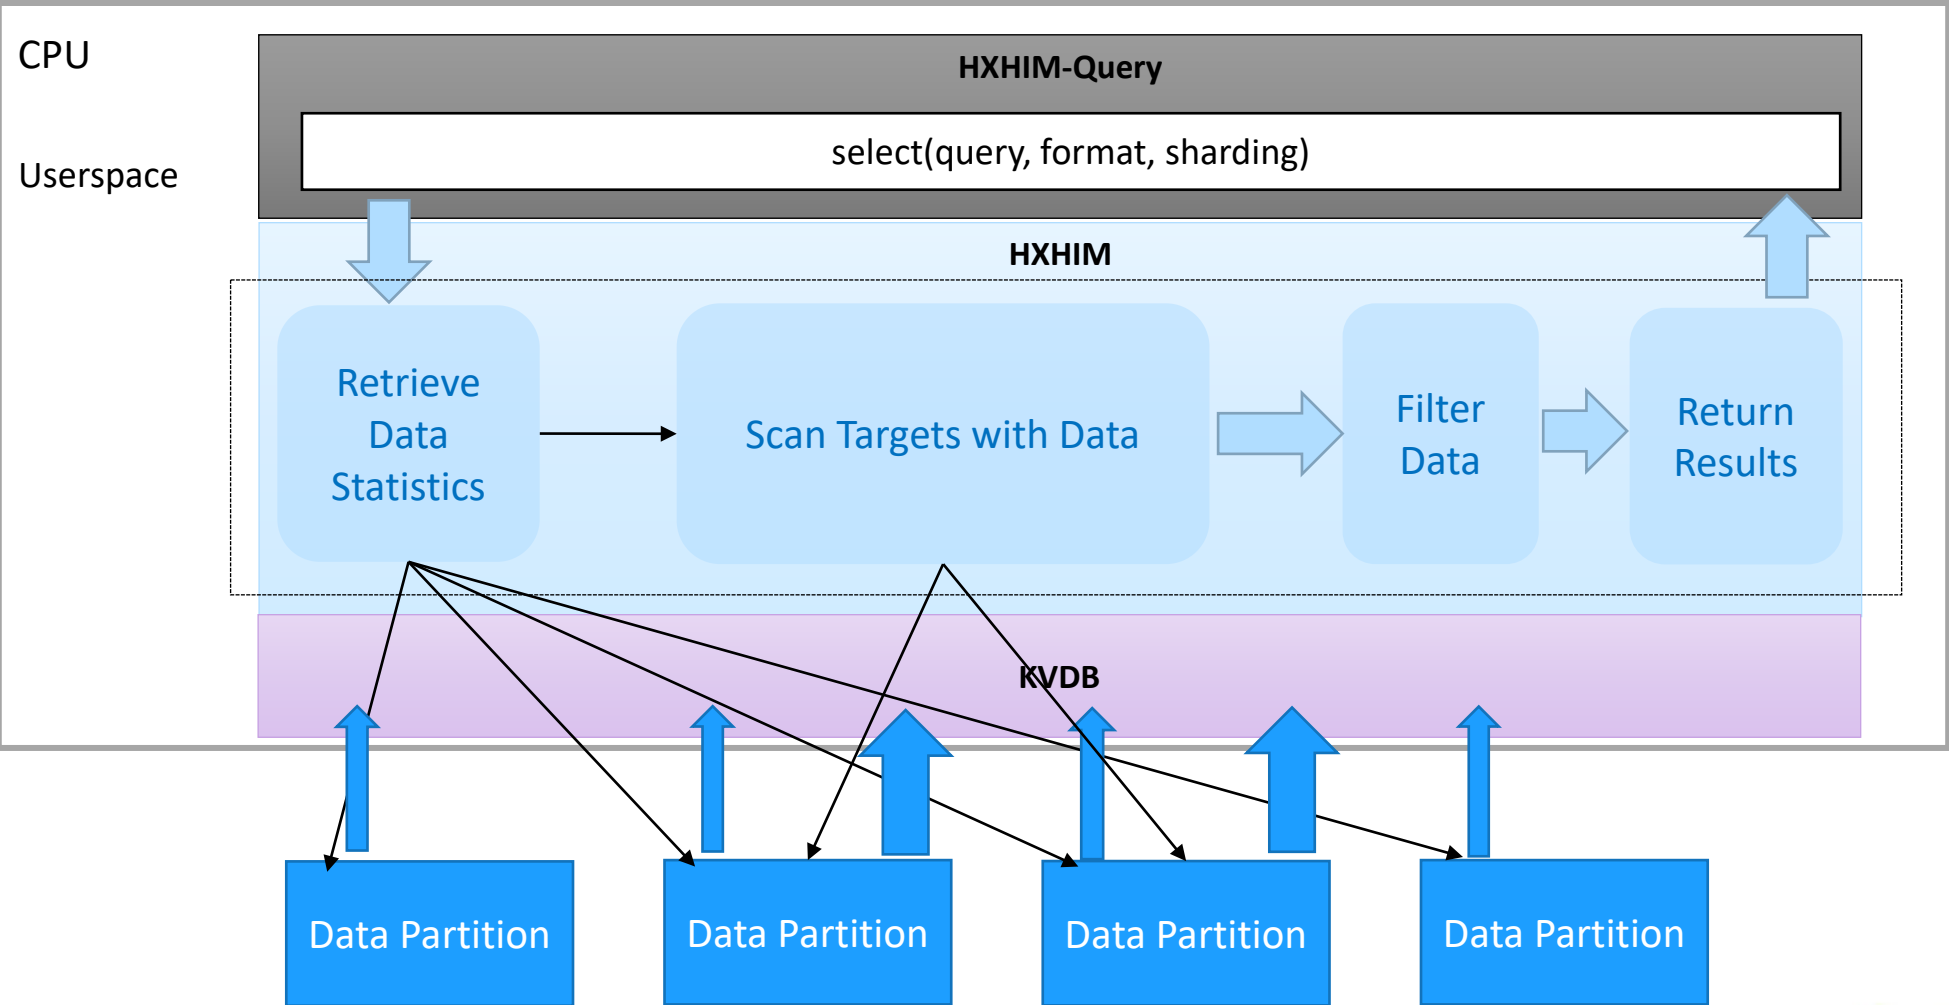 CPU
HXHIM-Query
select(query, format, sharding)
Userspace
HXHIM
Retrieve
Data
Statistics
Scan Targets with Data
Filter
Data
Return
Results
KVDB
Data Partition
Data Partition
Data Partition
Data Partition